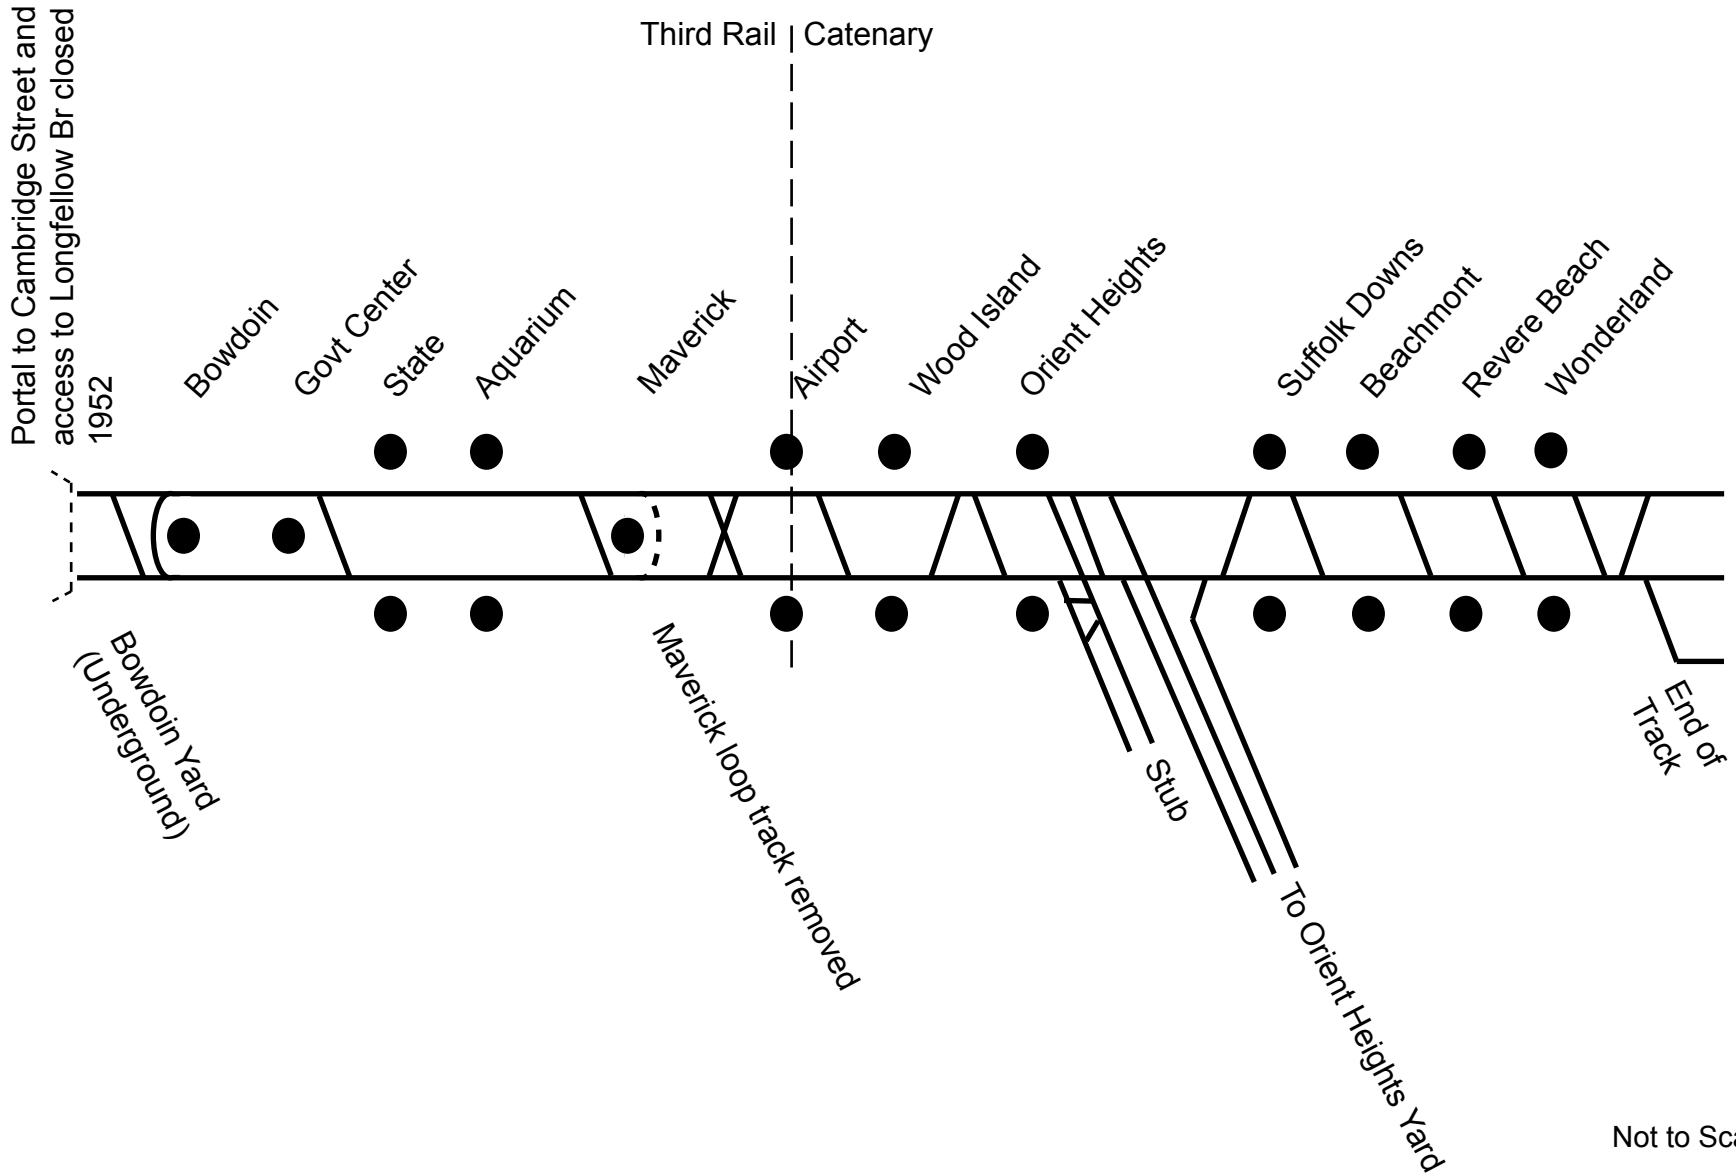 Portal to Cambridge Street and
access to Longfellow Br closed
1952
Third Rail
Catenary
Bowdoin
Govt Center
State
Aquarium
Maverick
Airport
Wood Island
Orient Heights
Suffolk Downs
Beachmont
Revere Beach
Wonderland
Bowdoin Yard
(Underground)
Maverick loop track removed
Stub
To Orient Heights Yard
End of
Track
Not to